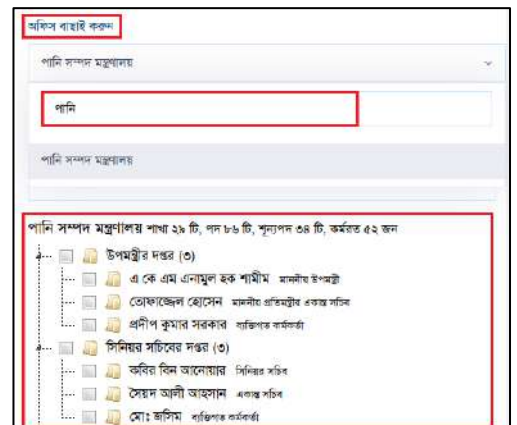 অফিস বাছাই করুন
পানি সম্পদ মন্ত্রণালয়
পানি
পানি সম্পদ মন্ত্রণালয়
পানি সম্পদ মন্ত্রণালয় শাখা ২৯ টি, পদ ৮৬ টি, শূন্যপদ ৩৪ টি, কর্মরত ৫২ জন
উপমন্ত্রীর দপ্তর (৩)
এ কে এম এনামুল হক শামীম মাননীয় উপমন্ত্রী
তোফাজ্জেল হোসেন মাননীয় প্রতিমন্ত্রীর একান্ত সচিব
প্রদীপ কুমার সরকার ব্যক্তিগত কর্মকর্তা
সিনিয়র সচিবের দপ্তর (৩)
কবির বিন আনোয়ার সিনিয়র সচিব
সৈয়দ আলী আহসান একান্ত সচিব
মোঃ জসিম ব্যক্তিগত কর্মকর্তা